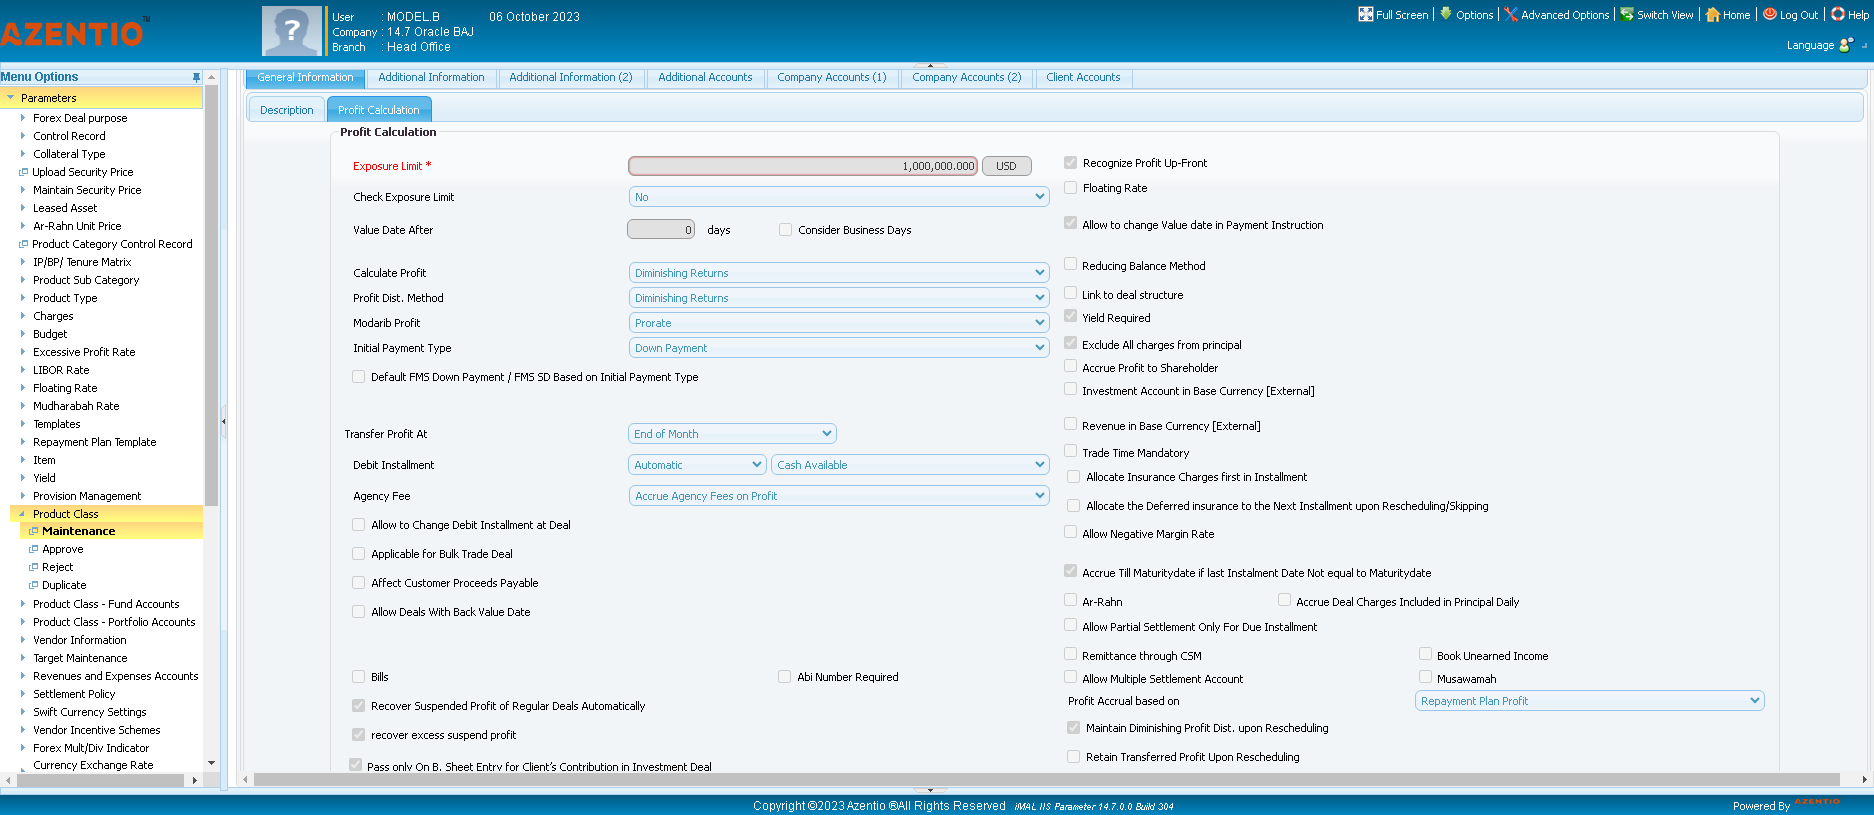 AZENTIO™
?
User : MODEL.B 06 October 2023
Company : 14.7 Oracle BAJ
Branch : Head Office
Full Screen | Options | Advanced Options | Switch View | Home | Log Out | Help
Language
Menu Options
Parameters
Forex Deal purpose
Control Record
Collateral Type
Upload Security Price
Maintain Security Price
Leased Asset
Ar-Rahn Unit Price
Product Category Control Record
IP/BP/ Tenure Matrix
Product Sub Category
Product Type
Charges
Budget
Excessive Profit Rate
LIBOR Rate
Floating Rate
Mudharabah Rate
Templates
Repayment Plan Template
Item
Yield
Provision Management
Product Class
Maintenance
Approve
Reject
Duplicate
Product Class - Fund Accounts
Product Class - Portfolio Accounts
Vendor Information
Target Maintenance
Revenues and Expenses Accounts
Settlement Policy
Swift Currency Settings
Vendor Incentive Schemes
Forex Mult/Div Indicator
Currency Exchange Rate
General Information Additional Information Additional Information (2) Additional Accounts Company Accounts (1) Company Accounts (2) Client Accounts
Description Profit Calculation
Profit Calculation
Exposure Limit * 1,000,000.000 USD
Check Exposure Limit No
Value Date After 0 days Consider Business Days
Calculate Profit Diminishing Returns
Profit Dist. Method Diminishing Returns
Modarib Profit Prorate
Initial Payment Type Down Payment
Default FMS Down Payment / FMS SD Based on Initial Payment Type
Transfer Profit At End of Month
Debit Installment Automatic Cash Available
Agency Fee Accrue Agency Fees on Profit
Allow to Change Debit Installment at Deal
Applicable for Bulk Trade Deal
Affect Customer Proceeds Payable
Allow Deals With Back Value Date
Bills Abi Number Required
Recover Suspended Profit of Regular Deals Automatically
recover excess suspend profit
Pass only On B. Sheet Entry for Client's Contribution in Investment Deal
Recognize Profit Up-Front
Floating Rate
Allow to change Value date in Payment Instruction
Reducing Balance Method
Link to deal structure
Yield Required
Exclude All charges from principal
Accrue Profit to Shareholder
Investment Account in Base Currency [External]
Revenue in Base Currency [External]
Trade Time Mandatory
Allocate Insurance Charges first in Installment
Allocate the Deferred insurance to the Next Installment upon Rescheduling/Skipping
Allow Negative Margin Rate
Accrue Till Maturitydate if last Instalment Date Not equal to Maturitydate
Ar-Rahn Accrue Deal Charges Included in Principal Daily
Allow Partial Settlement Only For Due Installment
Remittance through CSM Book Unearned Income
Allow Multiple Settlement Account Musawamah
Profit Accrual based on Repayment Plan Profit
Maintain Diminishing Profit Dist. upon Rescheduling
Retain Transferred Profit Upon Rescheduling
Copyright ©2023 Azentio ®All Rights Reserved iMAL IIS Parameter 14.7.0.0 Build 304
Powered By AZENTIO